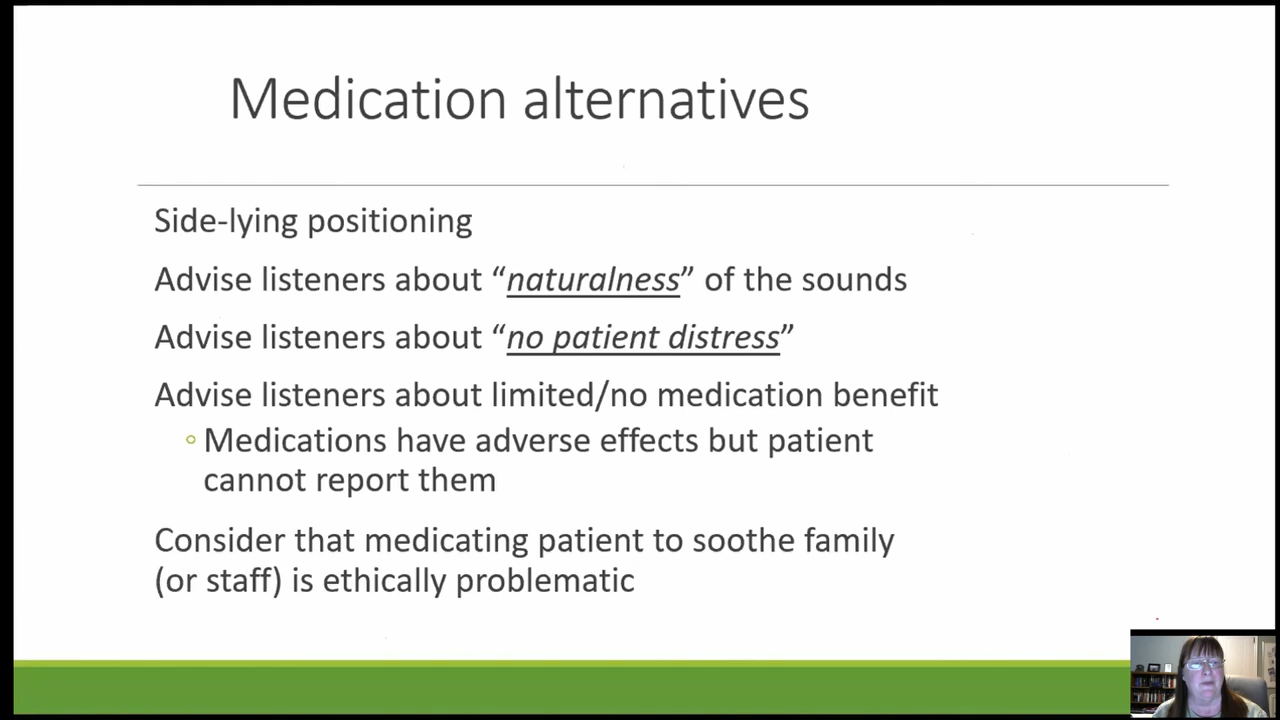 Medication alternatives
Side-lying positioning
Advise listeners about “naturalness” of the sounds
Advise listeners about “no patient distress”
Advise listeners about limited/no medication benefit
◦ Medications have adverse effects but patient
cannot report them
Consider that medicating patient to soothe family
(or staff) is ethically problematic